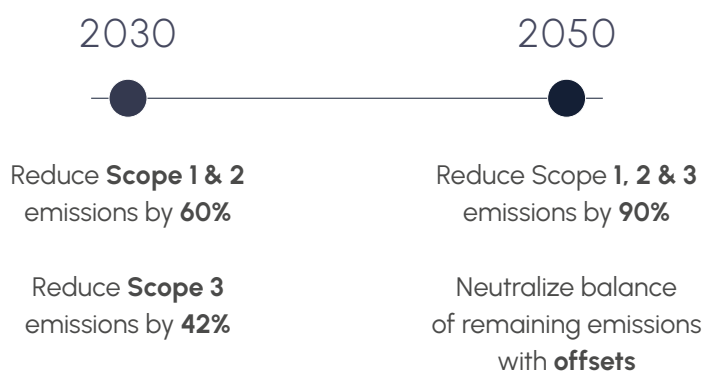 2030
2050
Reduce Scope 1 & 2
emissions by 60%
Reduce Scope 3
emissions by 42%
Reduce Scope 1, 2 & 3
emissions by 90%
Neutralize balance
of remaining emissions
with offsets